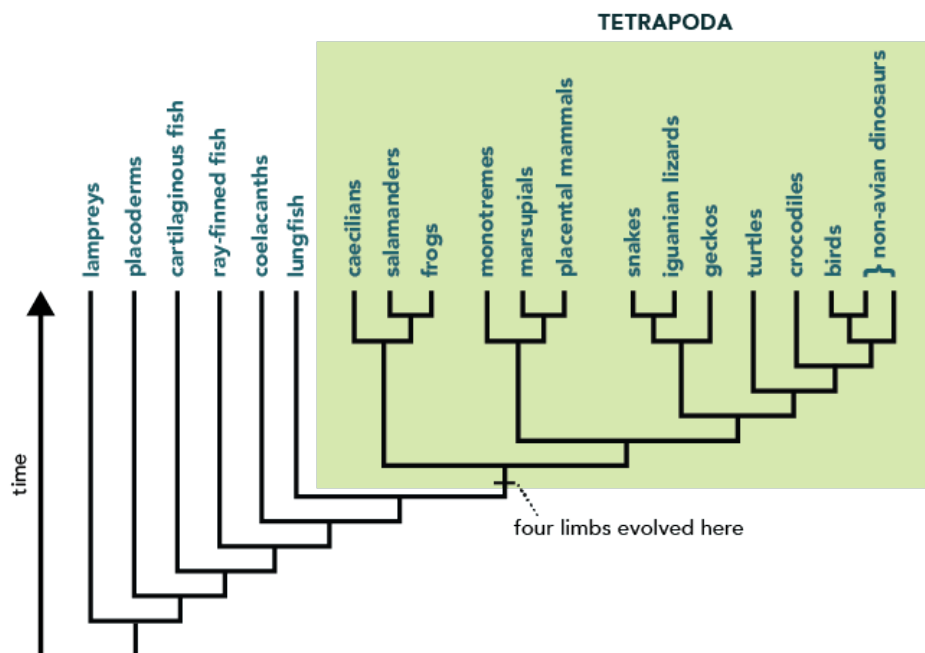 TETRAPODA
lampreys
placoderms
cartilaginous fish
ray-finned fish
coelacanths
lungfish
caecilians
salamanders
frogs
monotremes
marsupials
placental mammals
snakes
iguanian lizards
geckos
turtles
crocodiles
birds
} non-avian dinosaurs
time
four limbs evolved here